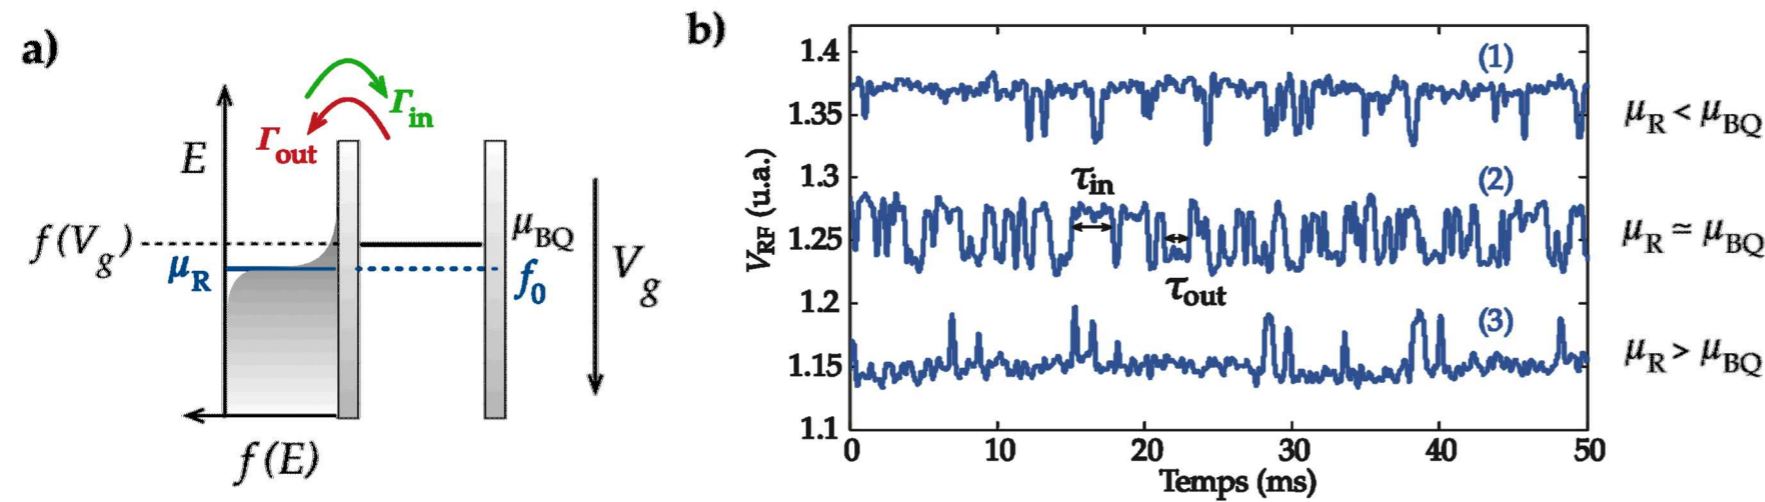 a)
Γin
Γout
E
f(Vg)
μR
μBQ
f0
Vg
f(E)
b)
VRF (u.a.)
1.4
1.35
1.3
1.25
1.2
1.15
1.1
(1)
(2)
(3)
τin
τout
0 10 20 30 40 50
Temps (ms)
μR < μBQ
μR ≃ μBQ
μR > μBQ